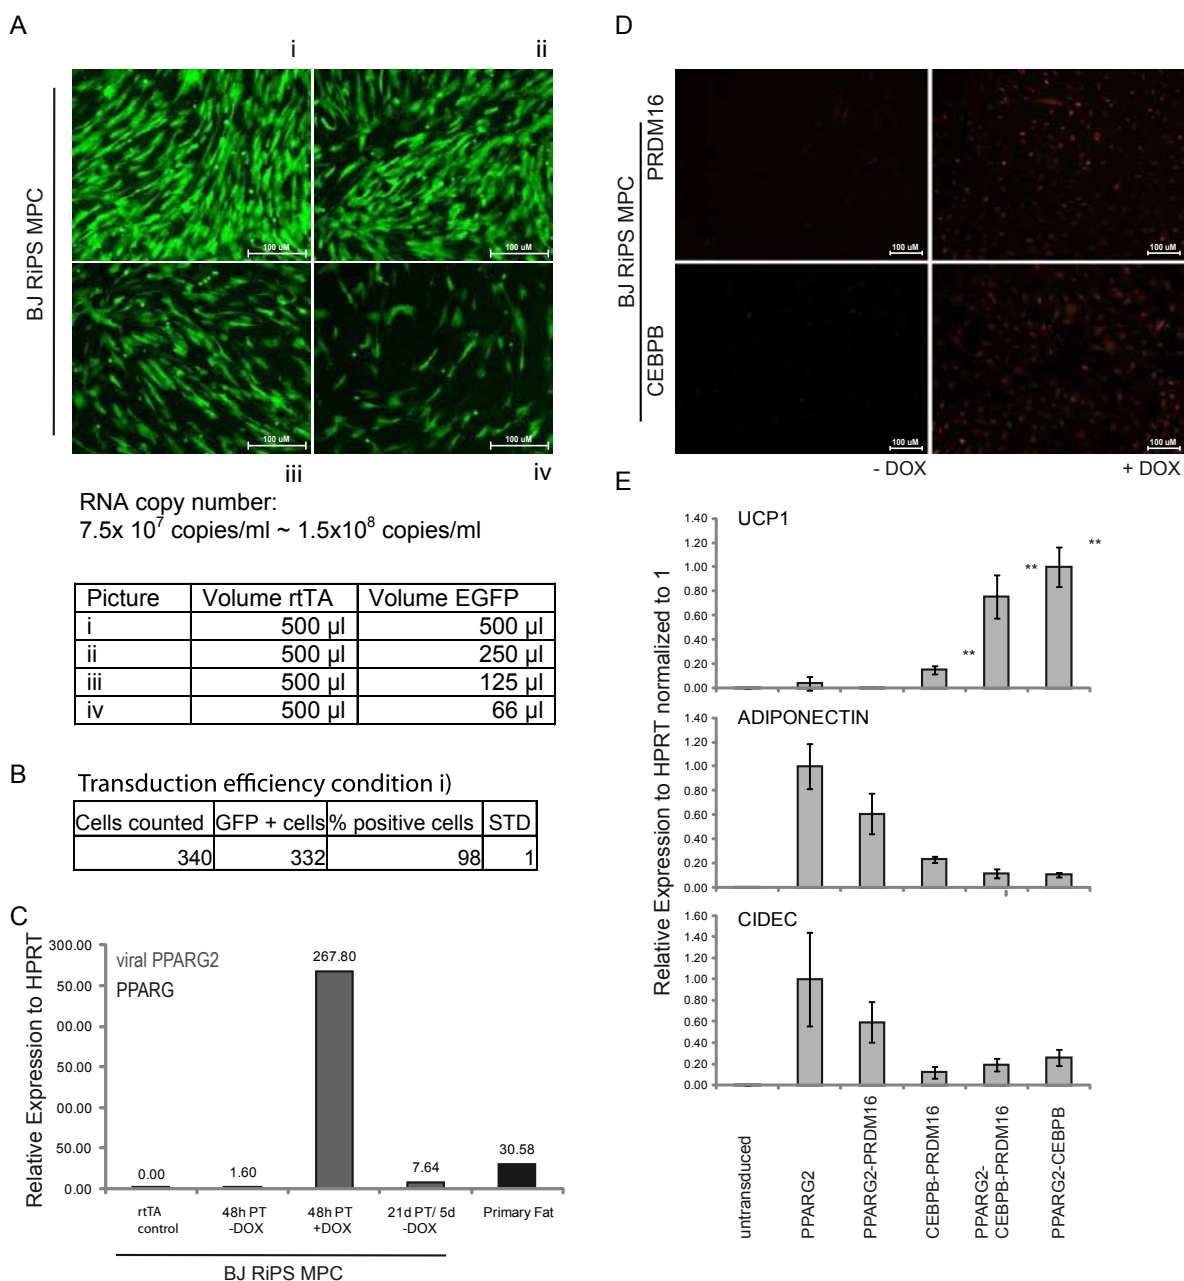 A
i
ii
BJ RiPS MPC
100 uM
100 uM
100 uM
100 uM
iii
iv
RNA copy number:
7.5x 10^7 copies/ml ~ 1.5x10^8 copies/ml
Picture Volume rtTA Volume EGFP
i 500 µl 500 µl
ii 500 µl 250 µl
iii 500 µl 125 µl
iv 500 µl 66 µl
B
Transduction efficiency condition i)
Cells counted GFP + cells % positive cells STD
340 332 98 1
C
Relative Expression to HPRT
300.00
50.00
00.00
50.00
00.00
50.00
0.00
viral PPARG2
PPARG
0.00
1.60
267.80
7.64
30.58
rtTA
control
48h PT
-DOX
48h PT
+DOX
21d PT/ 5d
-DOX
Primary Fat
BJ RiPS MPC
D
BJ RiPS MPC
PRDM16
CEBPB
100 uM
100 uM
100 uM
100 uM
- DOX
+ DOX
E
Relative Expression to HPRT normalized to 1
UCP1
1.40
1.20
1.00
0.80
0.60
0.40
0.20
0.00
**
**
**
ADIPONECTIN
1.40
1.20
1.00
0.80
0.60
0.40
0.20
0.00
CIDEC
1.60
1.40
1.20
1.00
0.80
0.60
0.40
0.20
0.00
untransduced
PPARG2
PPARG2-PRDM16
CEBPB-PRDM16
PPARG2-
CEBPB-PRDM16
PPARG2-CEBPB